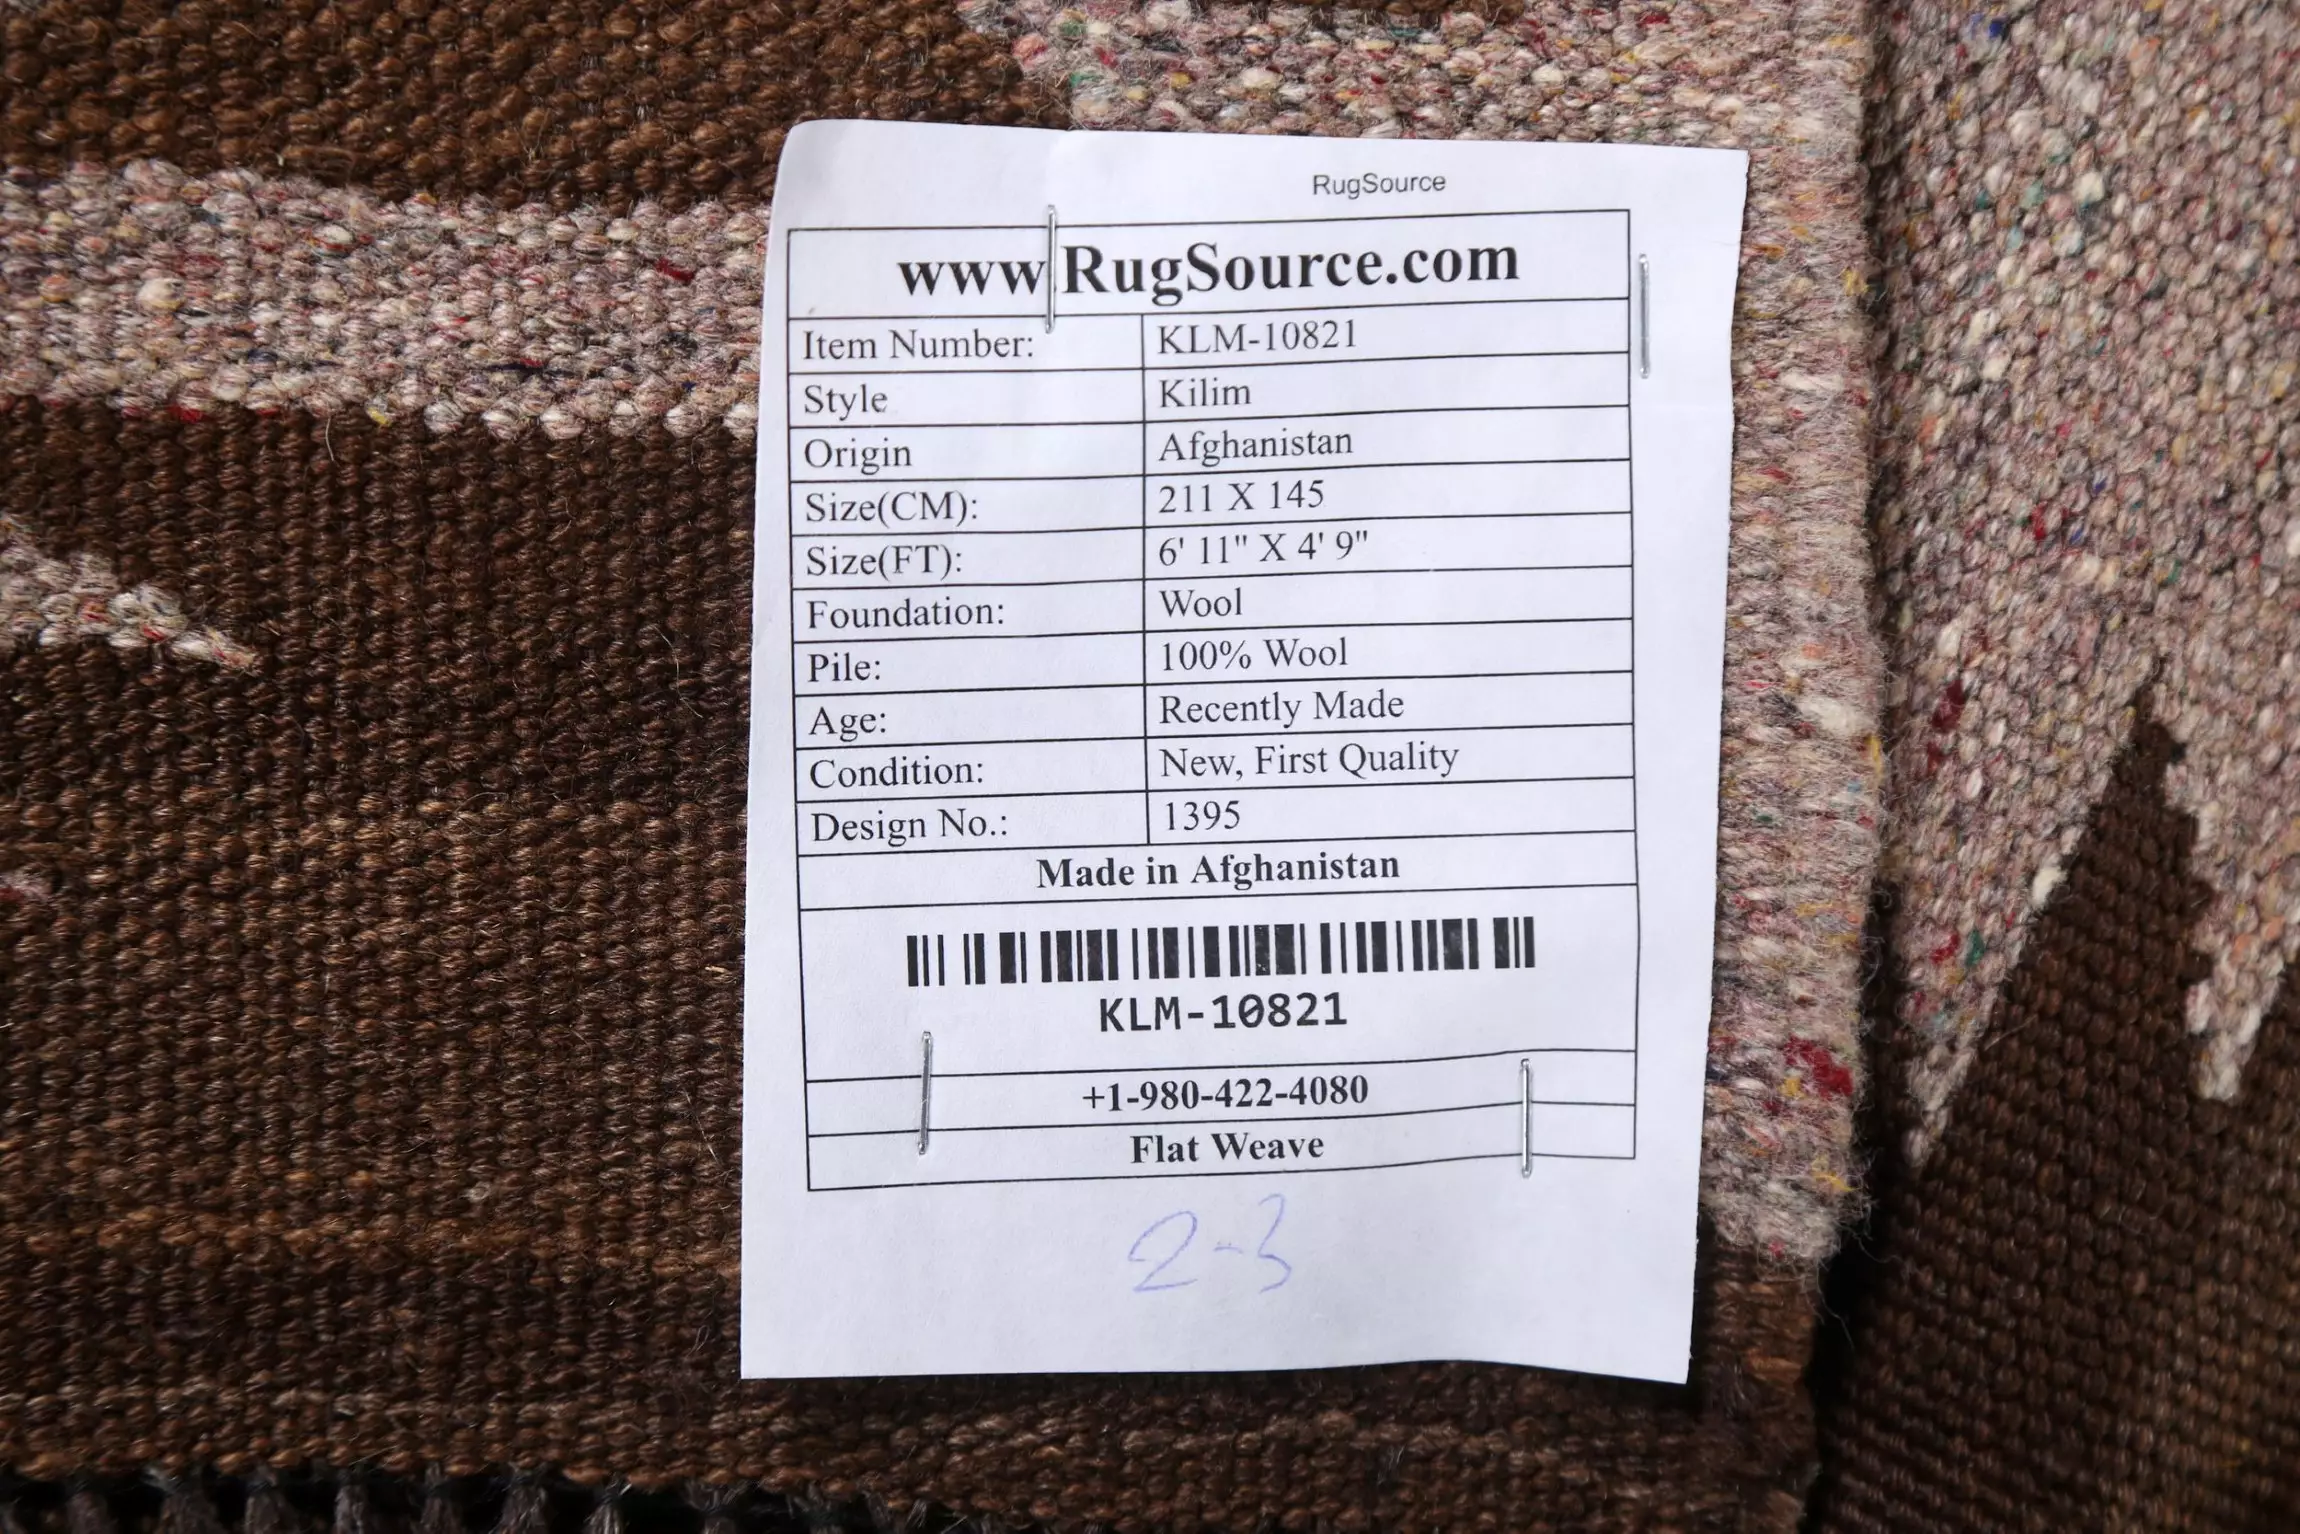 RugSource
www.RugSource.com
Item Number: KLM-10821
Style Kilim
Origin Afghanistan
Size(CM): 211 X 145
Size(FT): 6' 11" X 4' 9"
Foundation: Wool
Pile: 100% Wool
Age: Recently Made
Condition: New, First Quality
Design No.: 1395
Made in Afghanistan
KLM-10821
+1-980-422-4080
Flat Weave
2-3